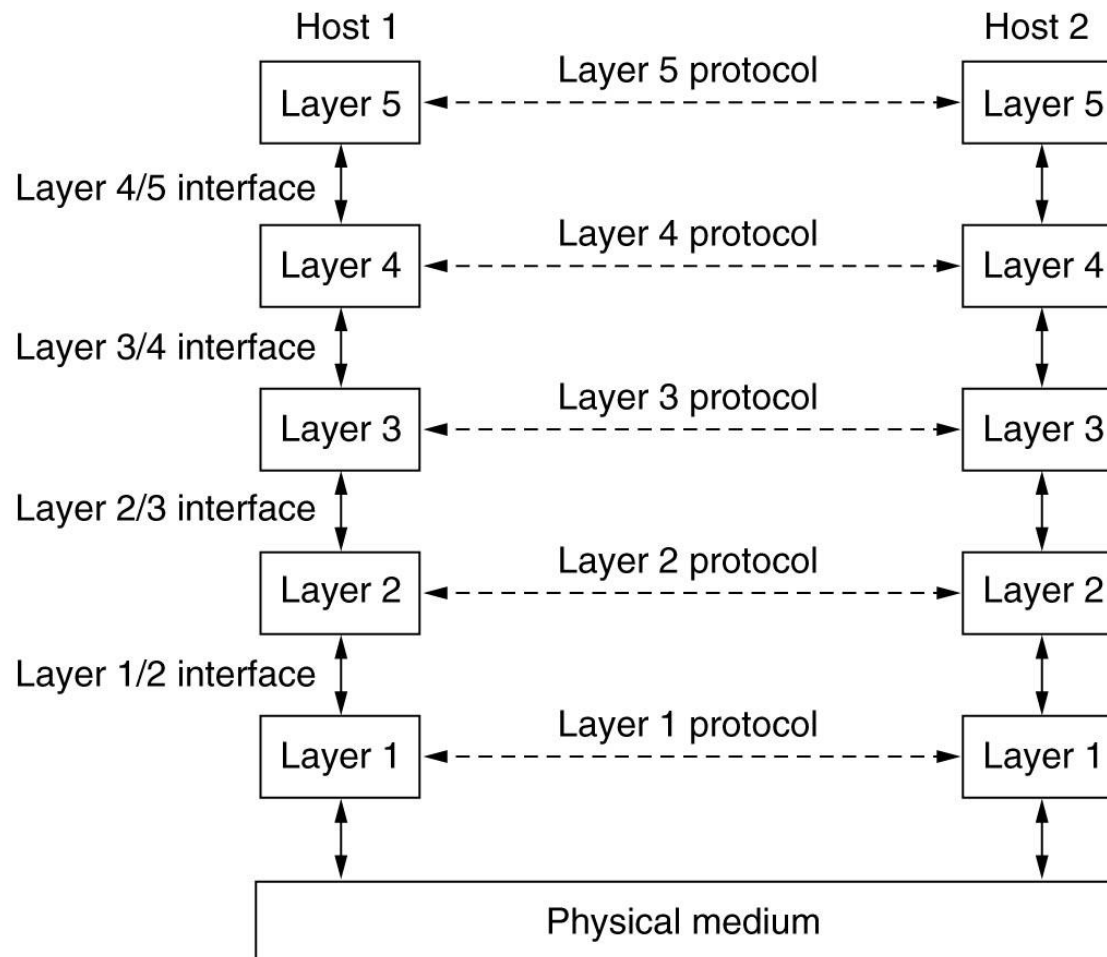 Host 1
Host 2
Layer 5 protocol
Layer 5
Layer 5
Layer 4/5 interface
Layer 4 protocol
Layer 4
Layer 4
Layer 3/4 interface
Layer 3 protocol
Layer 3
Layer 3
Layer 2/3 interface
Layer 2 protocol
Layer 2
Layer 2
Layer 1/2 interface
Layer 1 protocol
Layer 1
Layer 1
Physical medium